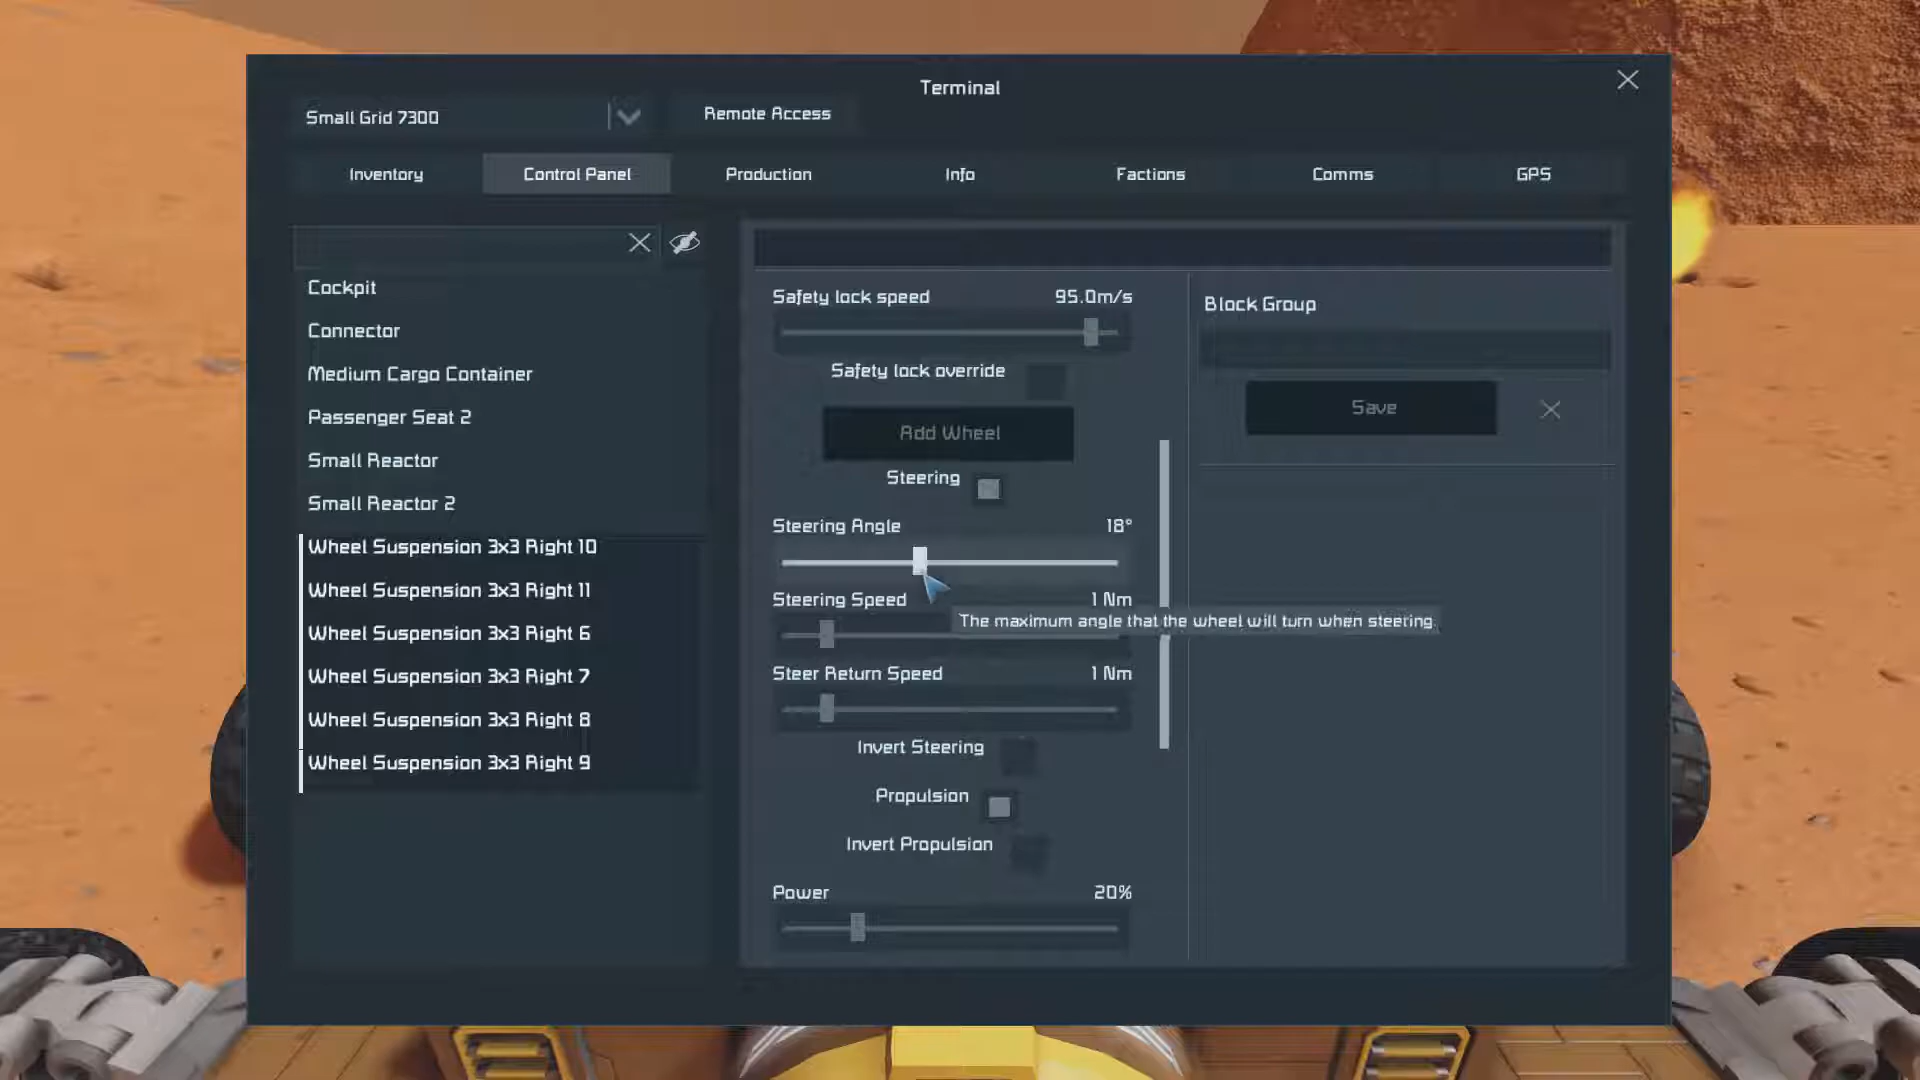 Terminal
Small Grid 7300
Remote Access
Inventory
Control Panel
Production
Info
Factions
Comms
GPS
Cockpit
Connector
Medium Cargo Container
Passenger Seat 2
Small Reactor
Small Reactor 2
Wheel Suspension 3x3 Right 10
Wheel Suspension 3x3 Right 11
Wheel Suspension 3x3 Right 6
Wheel Suspension 3x3 Right 7
Wheel Suspension 3x3 Right 8
Wheel Suspension 3x3 Right 9
Safety lock speed 95.0m/s
Safety lock override
Add Wheel
Steering
Steering Angle 18°
Steering Speed 1 Nm
The maximum angle that the wheel will turn when steering.
Steer Return Speed 1 Nm
Invert Steering
Propulsion
Invert Propulsion
Power 20%
Block Group
Save